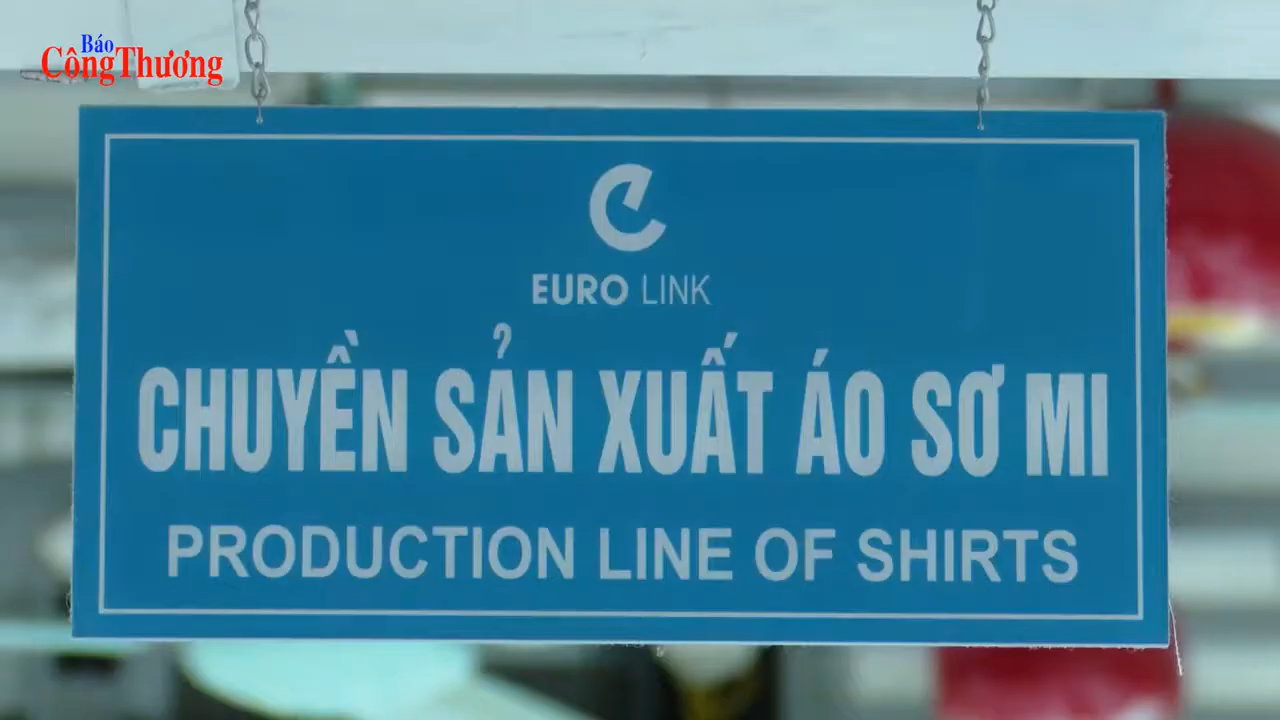 Báo
CôngThương
EURO LINK
CHUYỀN SẢN XUẤT ÁO SƠ MI
PRODUCTION LINE OF SHIRTS